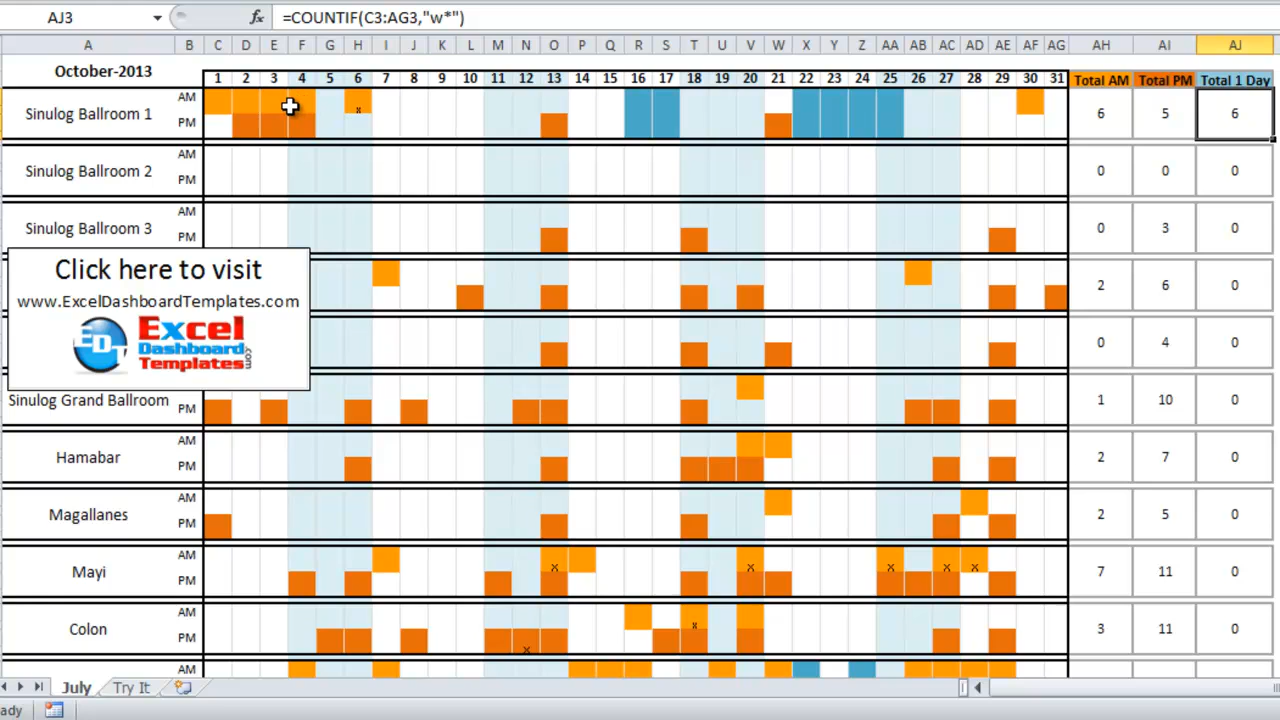 AJ3 fx =COUNTIF(C3:AG3,"w*")
A B C D E F G H I J K L M N O P Q R S T U V W X Y Z AA AB AC AD AE AF AG AH AI AJ
October-2013 1 2 3 4 5 6 7 8 9 10 11 12 13 14 15 16 17 18 19 20 21 22 23 24 25 26 27 28 29 30 31 Total AM Total PM Total 1 Day
AM
x
Sinulog Ballroom 1 6 5 6
PM
AM
Sinulog Ballroom 2 0 0 0
PM
AM
Sinulog Ballroom 3 0 3 0
PM
Click here to visit
2 6 0
www.ExcelDashboardTemplates.com
EDT Excel
Dashboard
Templates
.com
0 4 0
Sinulog Grand Ballroom 1 10 0
PM
AM
Hamabar 2 7 0
PM
AM
Magallanes 2 5 0
PM
AM
x x x x x
Mayi 7 11 0
PM
AM
x
Colon 3 11 0
PM
x
AM
July Try It
ady